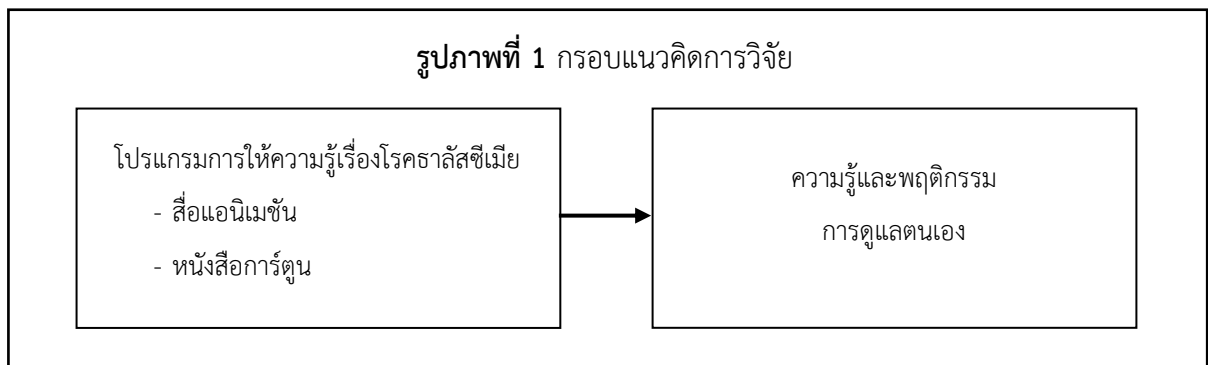 รูปภาพที่ 1 กรอบแนวคิดการวิจัย
โปรแกรมการให้ความรู้เรื่องโรคธาลัสซีเมีย
- สื่อแอนิเมชัน
- หนังสือการ์ตูน
ความรู้และพฤติกรรม
การดูแลตนเอง